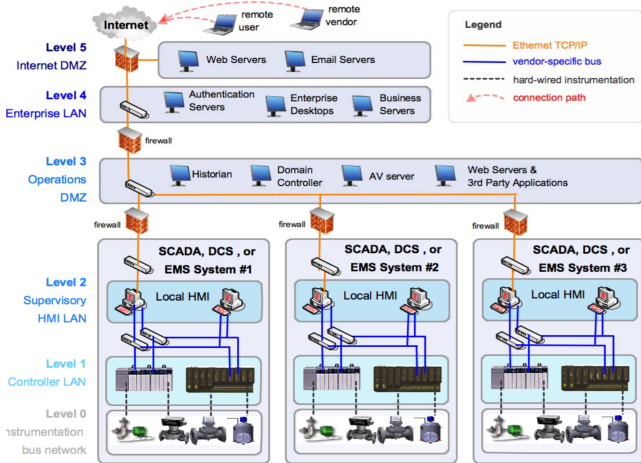 Internet
remote
user
remote
vendor
Legend
Ethernet TCP/IP
vendor-specific bus
hard-wired instrumentation
connection path
Level 5
Internet DMZ
Web Servers
Email Servers
Level 4
Enterprise LAN
Authentication
Servers
Enterprise
Desktops
Business
Servers
firewall
Level 3
Operations
DMZ
Historian
Domain
Controller
AV server
Web Servers &
3rd Party Applications
firewall
firewall
firewall
SCADA, DCS , or
EMS System #1
SCADA, DCS , or
EMS System #2
SCADA, DCS , or
EMS System #3
Level 2
Supervisory
HMI LAN
Local HMI
Local HMI
Local HMI
Level 1
Controller LAN
Level 0
nstrumentation
bus network